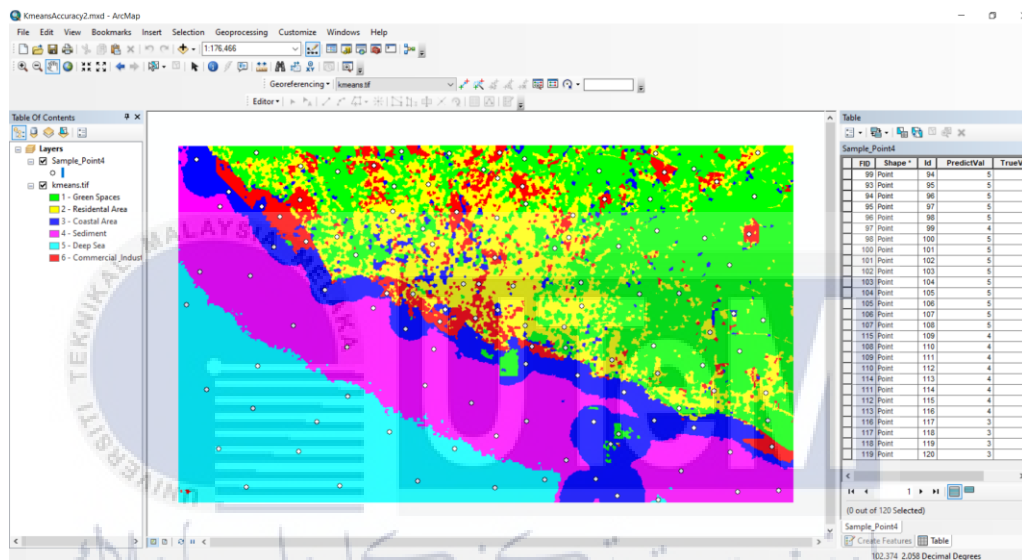 KmeansAccuracy2.mxd - ArcMap
File Edit View Bookmarks Insert Selection Geoprocessing Customize Windows Help
1:176,466
Georeferencing kmeans.tif
Editor
Table Of Contents
Layers
Sample_Point4
kmeans.tif
1 - Green Spaces
2 - Residental Area
3 - Coastal Area
4 - Sediment
5 - Deep Sea
6 - Commercial_Indust
Table
Sample_Point4
FID Shape * Id PredictVal TrueV
99 Point 94 5
93 Point 95 5
94 Point 96 5
95 Point 97 5
96 Point 98 5
97 Point 99 4
98 Point 100 5
100 Point 101 5
101 Point 102 5
102 Point 103 5
103 Point 104 5
104 Point 105 5
105 Point 106 5
106 Point 107 5
107 Point 108 5
115 Point 109 4
108 Point 110 4
109 Point 111 4
110 Point 112 4
114 Point 113 4
111 Point 114 4
112 Point 115 4
113 Point 116 4
116 Point 117 3
117 Point 118 3
118 Point 119 3
119 Point 120 3
1
(0 out of 120 Selected)
Sample_Point4
Create Features Table
102.374 2.058 Decimal Degrees
UNIVERSITI TEKNIKAL MALAYSIA MELAKA
UTeM